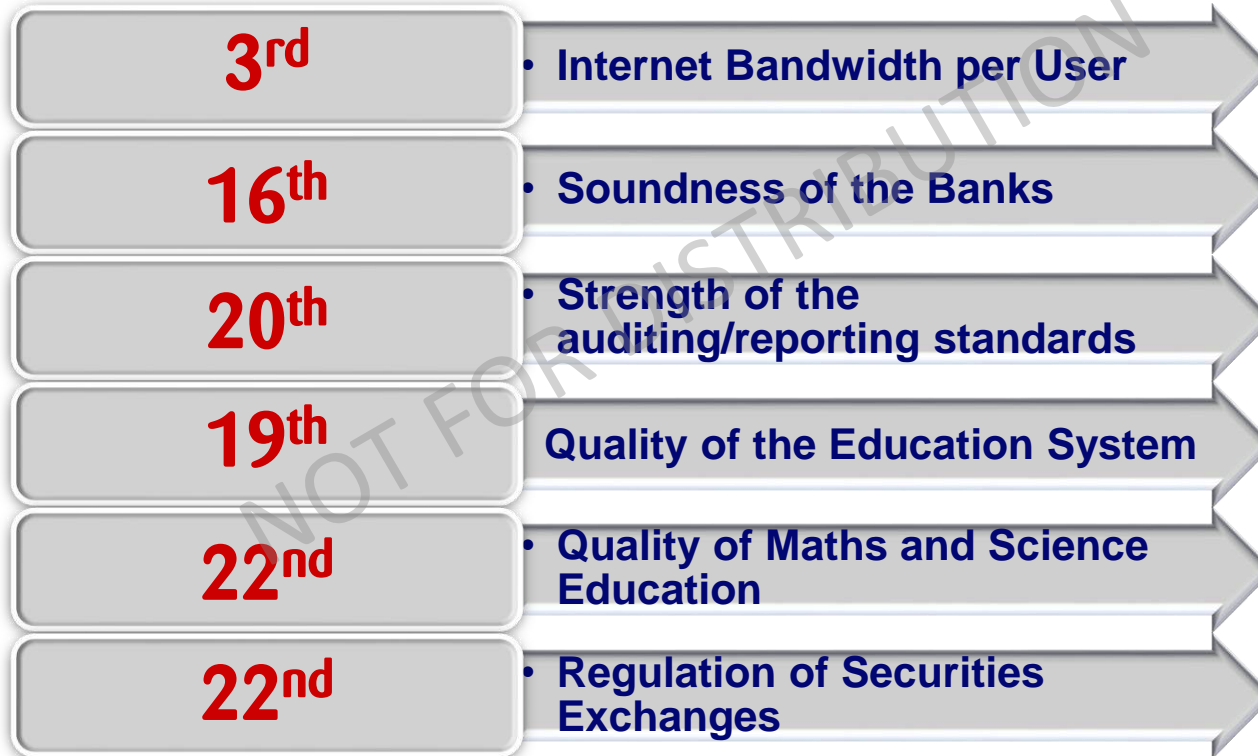 3rd
• Internet Bandwidth per User
16th
• Soundness of the Banks
20th
• Strength of the
auditing/reporting standards
19th
Quality of the Education System
22nd
• Quality of Maths and Science
Education
22nd
• Regulation of Securities
Exchanges
NOT FOR DISTRIBUTION